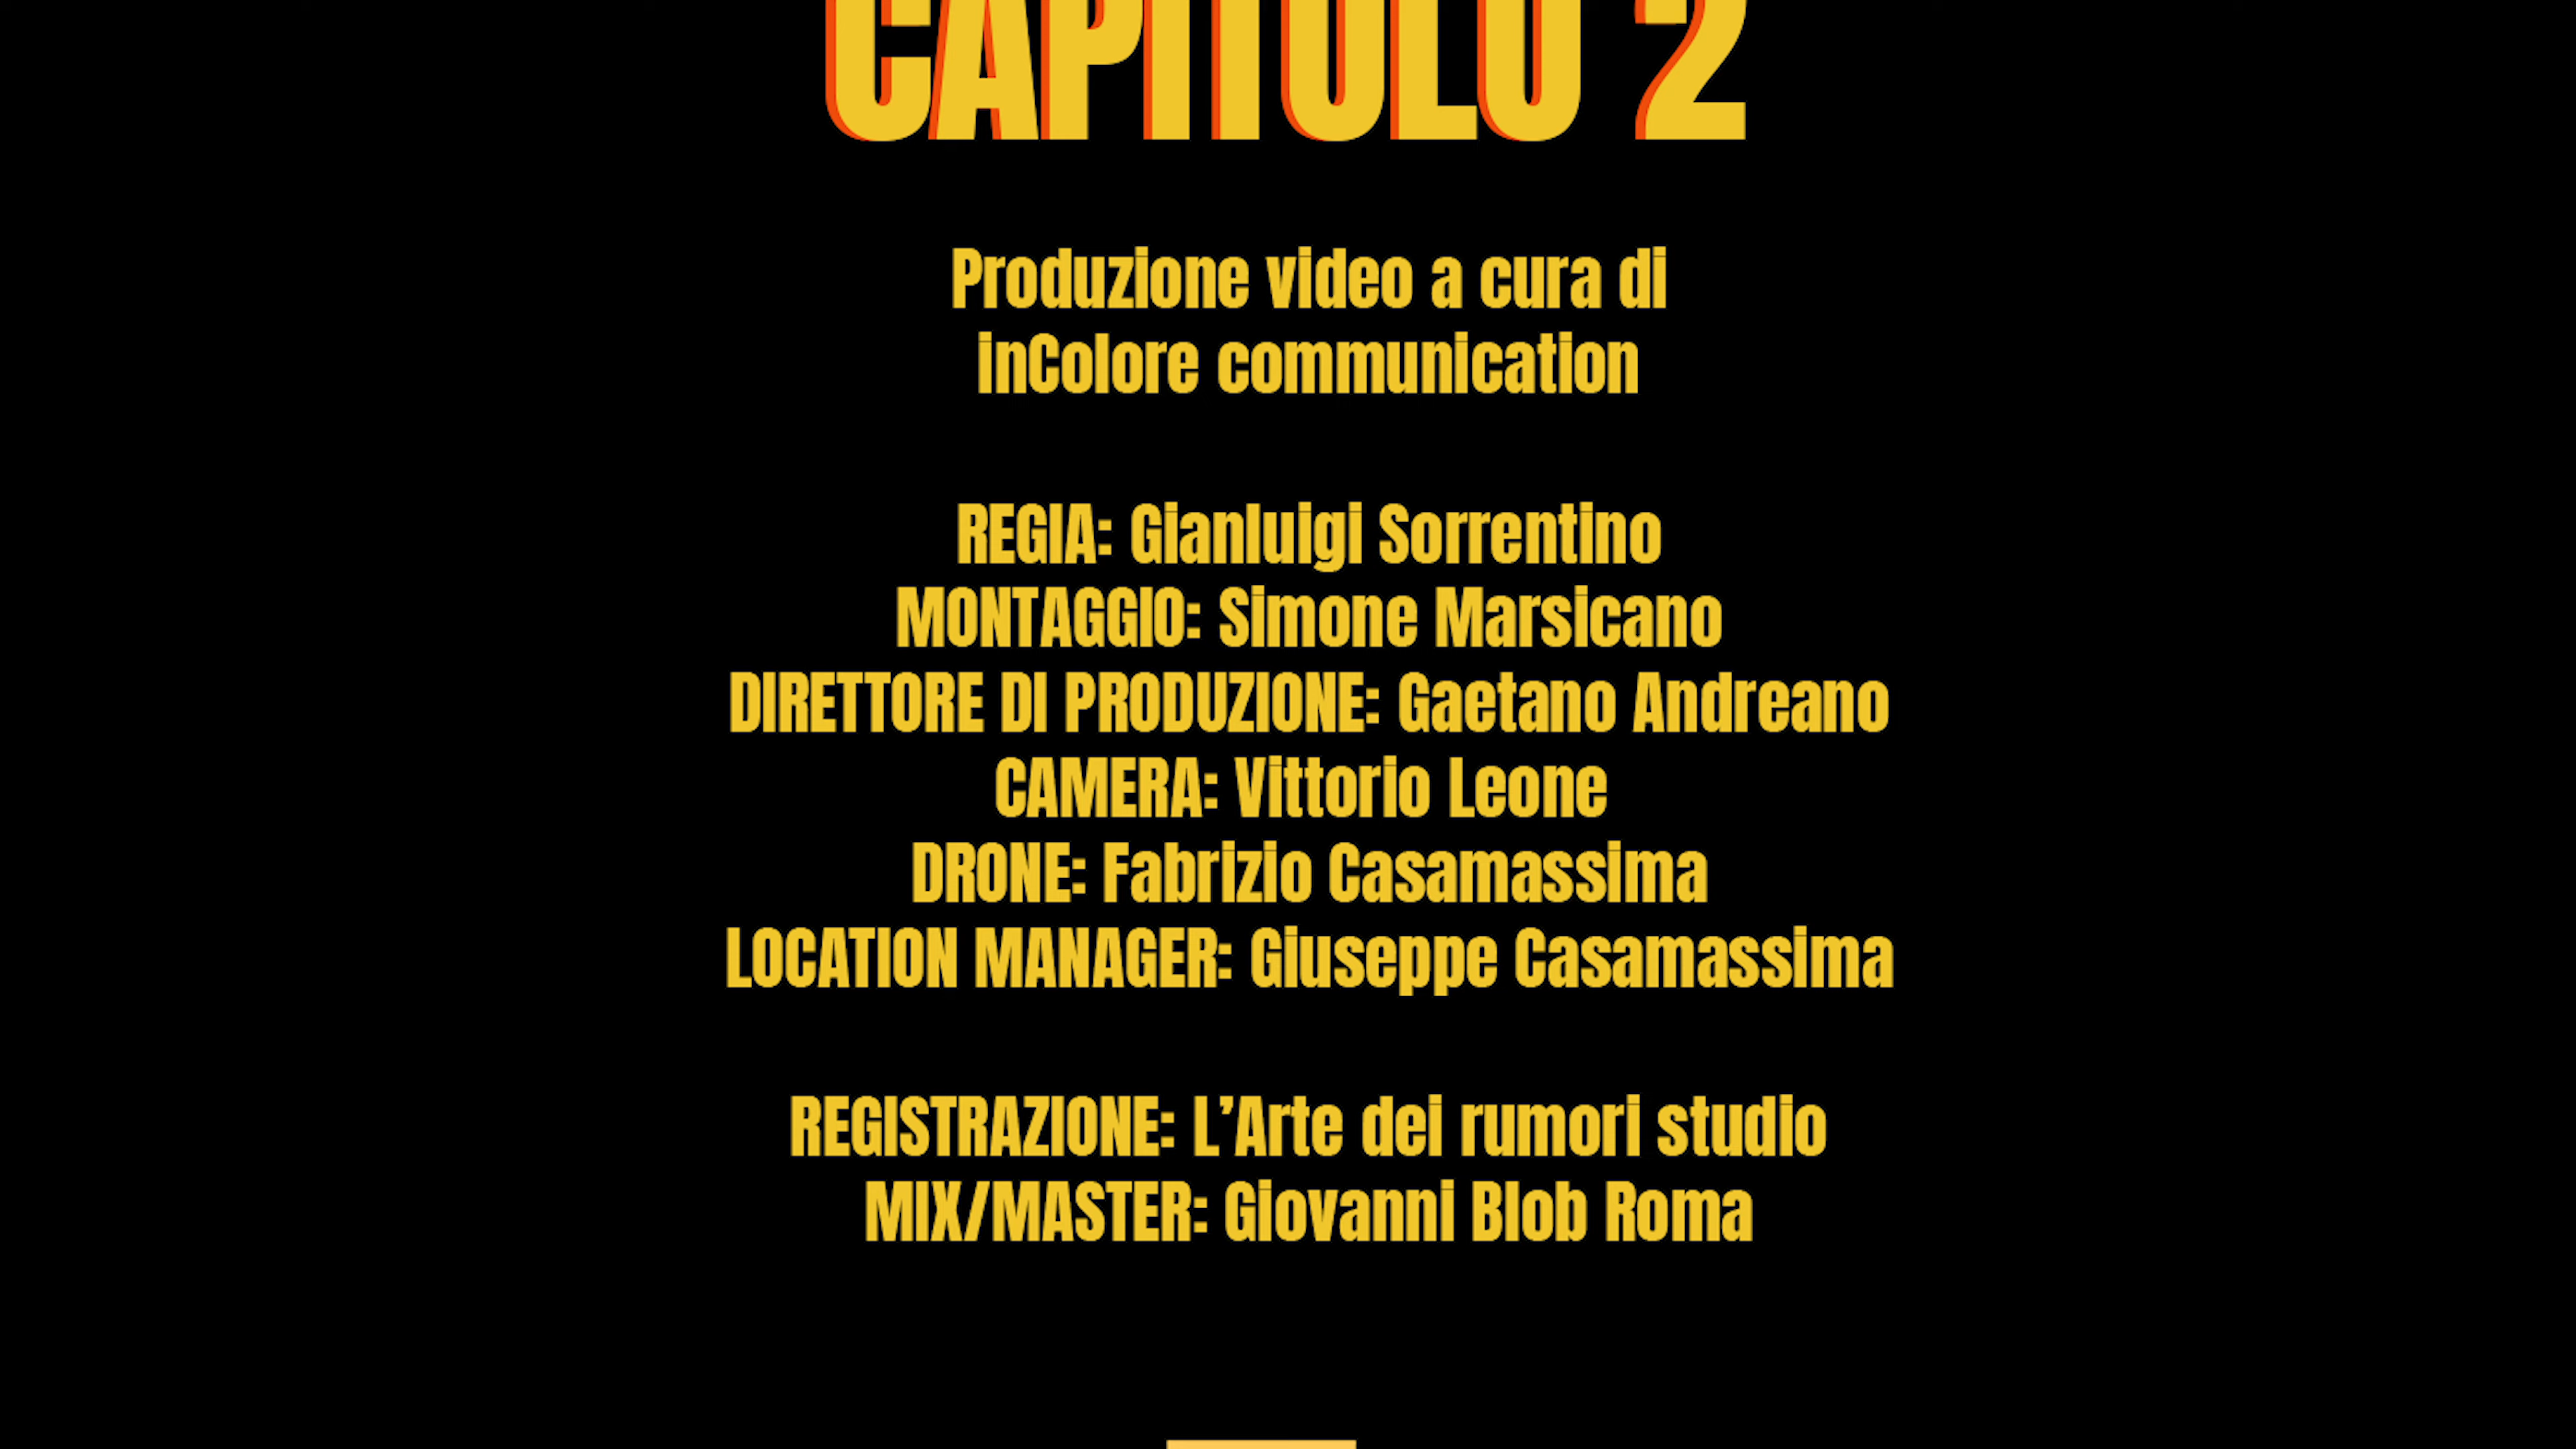 CAPITOLO 2
Produzione video a cura di
inColore communication
REGIA: Gianluigi Sorrentino
MONTAGGIO: Simone Marsicano
DIRETTORE DI PRODUZIONE: Gaetano Andreano
CAMERA: Vittorio Leone
DRONE: Fabrizio Casamassima
LOCATION MANAGER: Giuseppe Casamassima
REGISTRAZIONE: L’Arte dei rumori studio
MIX/MASTER: Giovanni Blob Roma